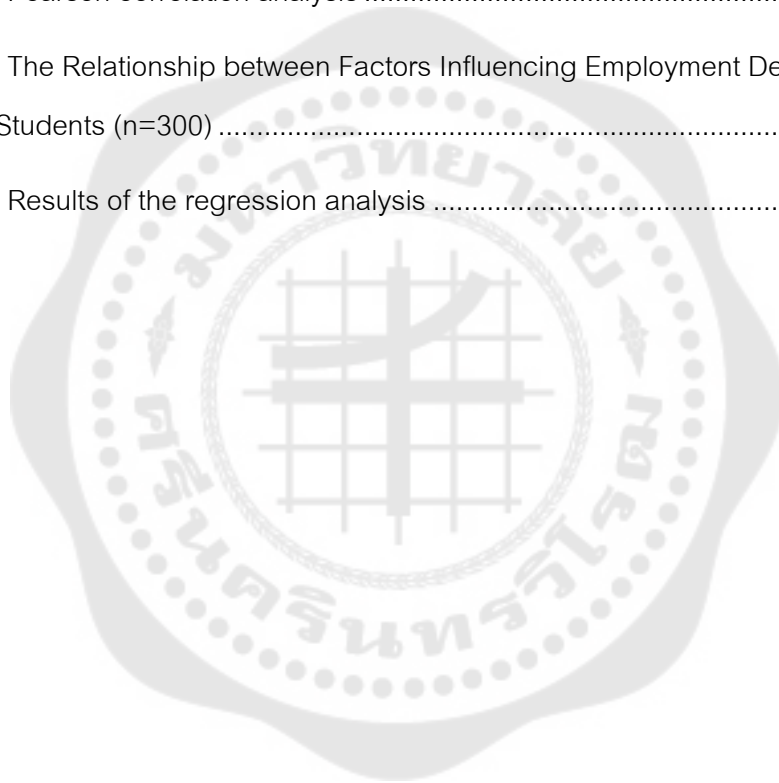 Pearson correlation analysis ........................................................
The Relationship between Factors Influencing Employment De
Students (n=300) ..........................................................................
Results of the regression analysis ..............................................
มหาวิทยาลัย
ศรีนครินทรวิโรฒ